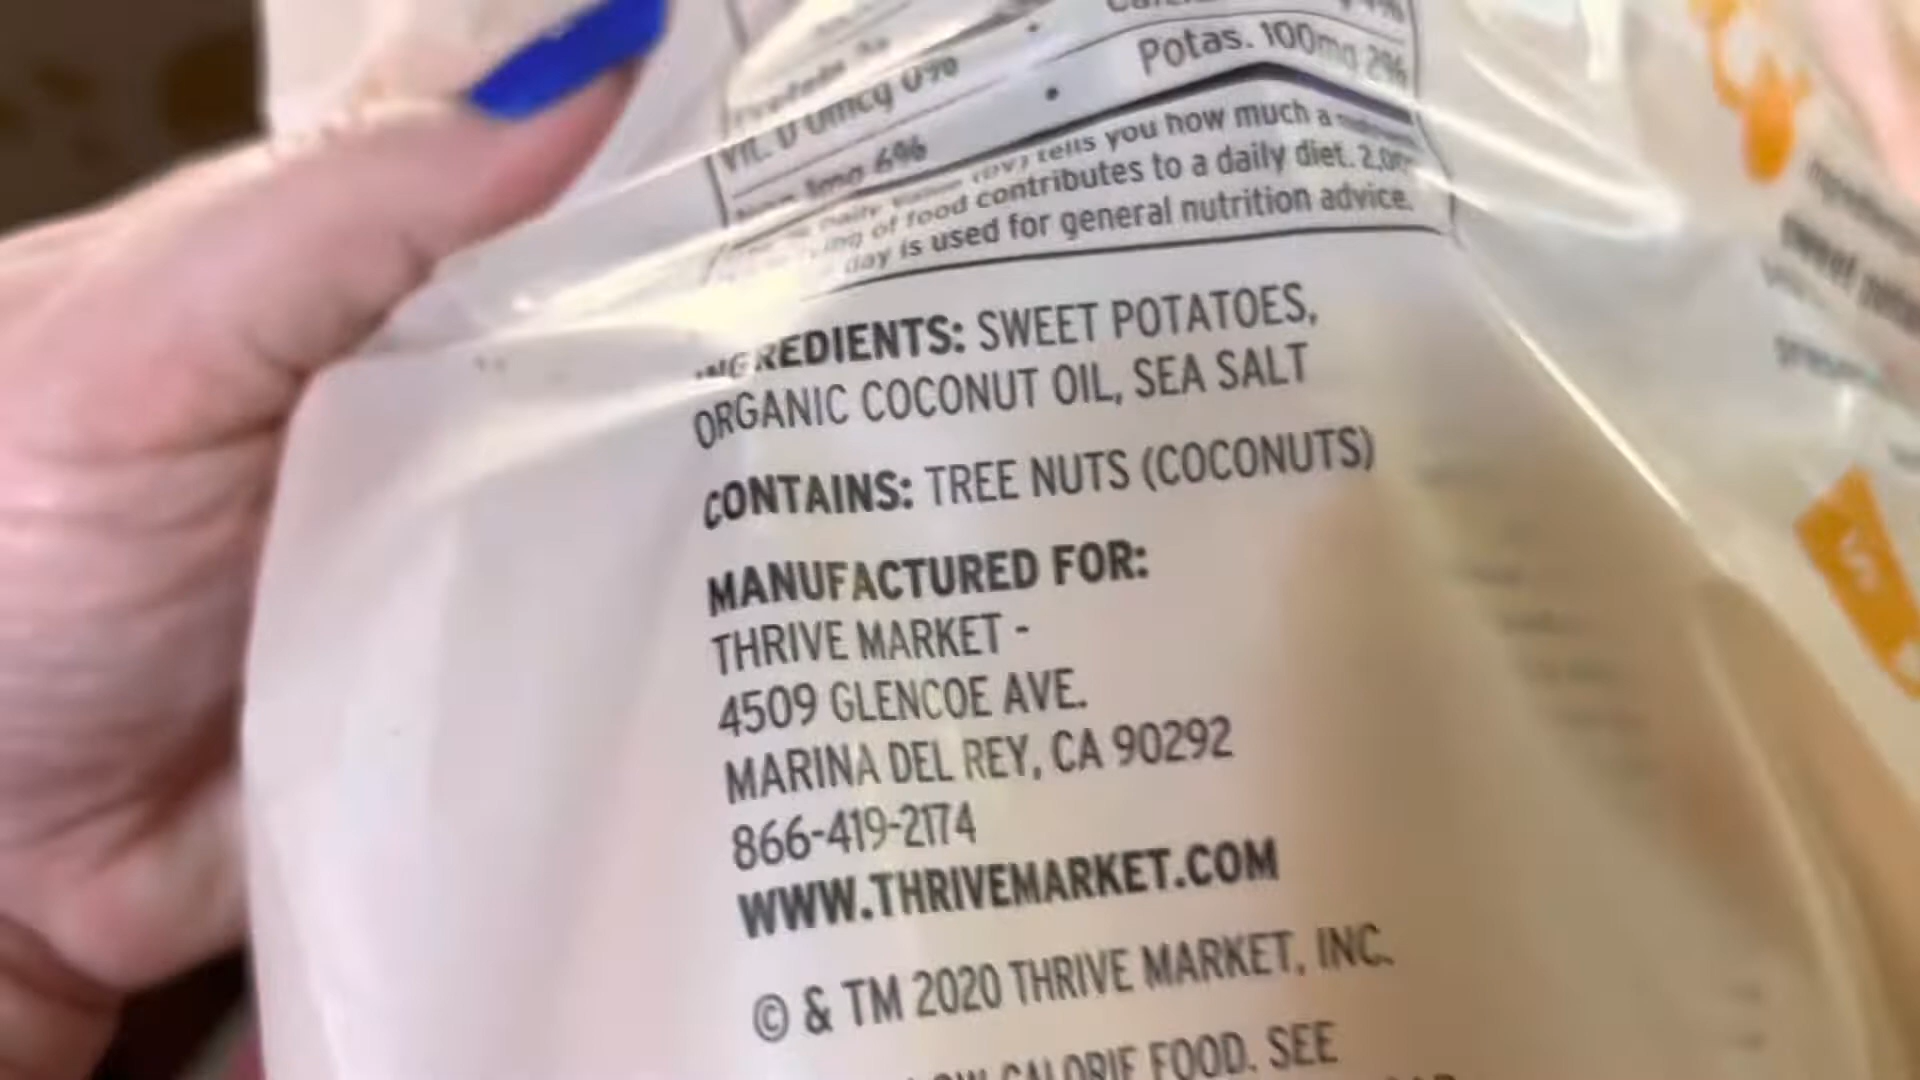 Potas. 100mg 2%
Vit. D 0mcg 0%
6%
tells you how much a
of food contributes to a daily diet.
day is used for general nutrition advice.
INGREDIENTS: SWEET POTATOES,
ORGANIC COCONUT OIL, SEA SALT
CONTAINS: TREE NUTS (COCONUTS)
MANUFACTURED FOR:
THRIVE MARKET -
4509 GLENCOE AVE.
MARINA DEL REY, CA 90292
866-419-2174
WWW.THRIVEMARKET.COM
© & TM 2020 THRIVE MARKET, INC.
CALORIE FOOD. SEE